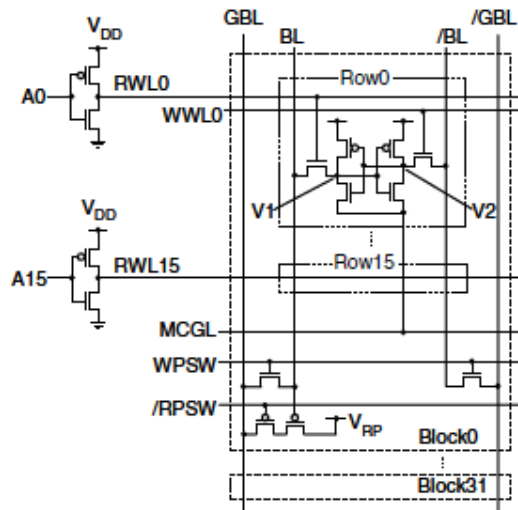 GBL /GBL
BL /BL
VDD
Row0
A0 RWL0
WWL0
V1 V2
VDD
A15 RWL15 Row15
MCGL
WPSW
/RPSW
VRP
Block0
Block31